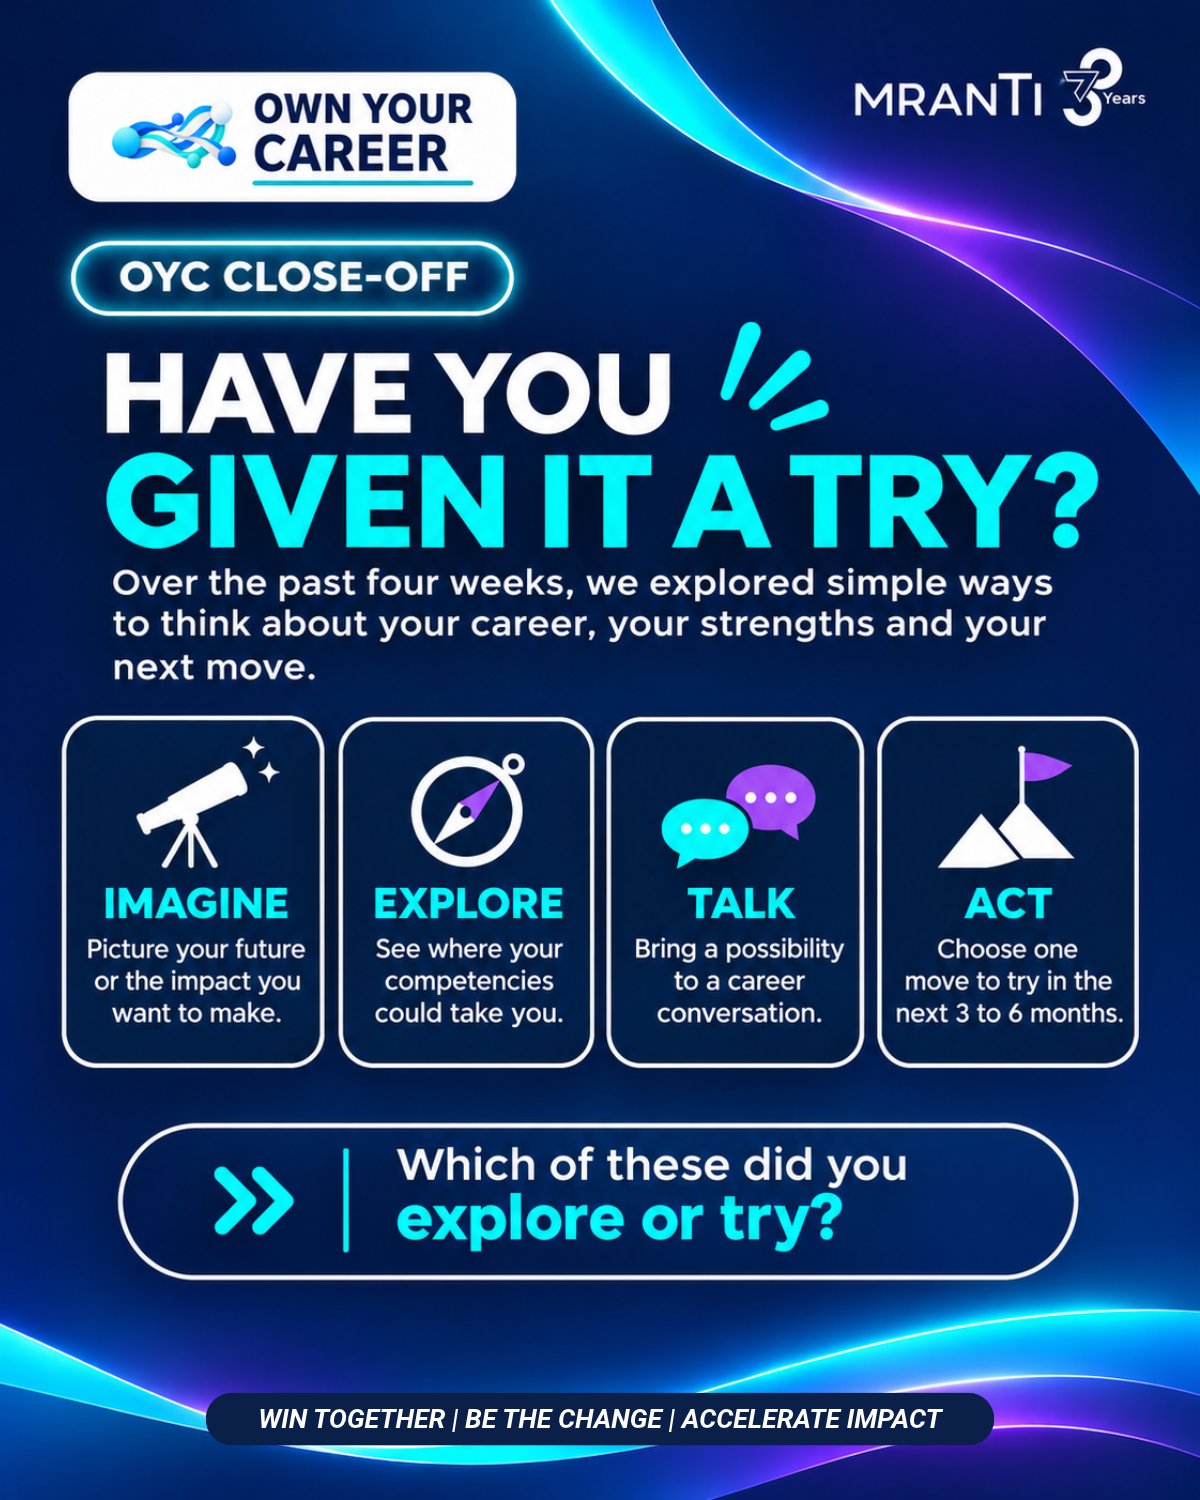 OWN YOUR
CAREER
MRANTI
Years
OYC CLOSE-OFF
HAVE YOU
GIVEN IT A TRY?
Over the past four weeks, we explored simple ways
to think about your career, your strengths and your
next move.
IMAGINE
Picture your future
or the impact you
want to make.
EXPLORE
See where your
competencies
could take you.
TALK
Bring a possibility
to a career
conversation.
ACT
Choose one
move to try in the
next 3 to 6 months.
Which of these did you
explore or try?
WIN TOGETHER | BE THE CHANGE | ACCELERATE IMPACT